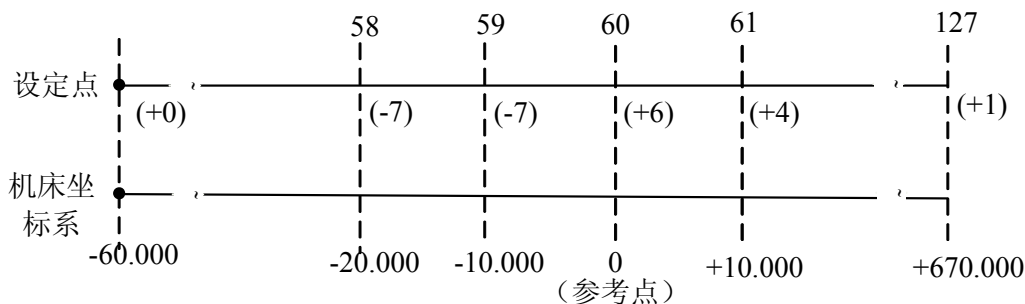 58 59 60 61 127
设定点
(+0) (-7) (-7) (+6) (+4) (+1)
机床坐
标系
-60.000 -20.000 -10.000 0 +10.000 +670.000
（参考点）